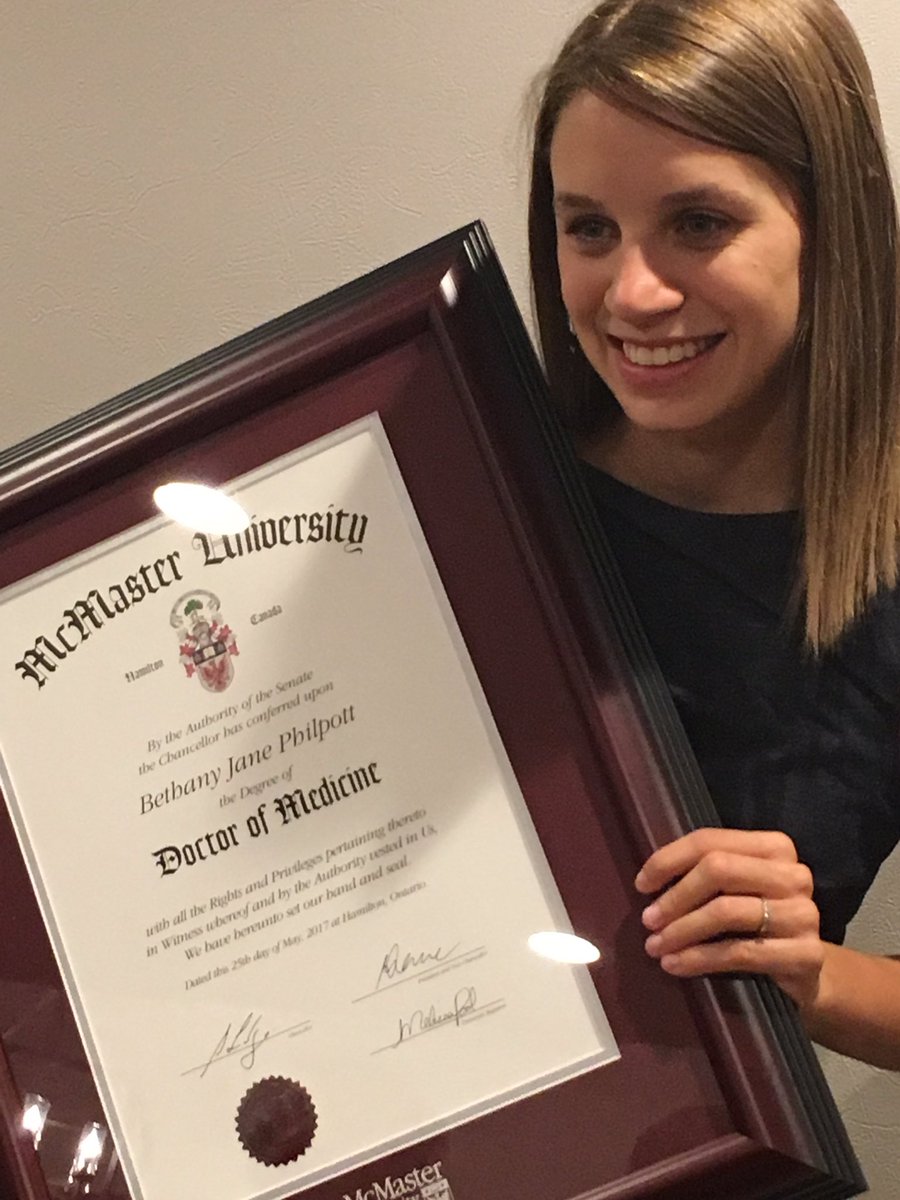 McMaster University
Hamilton Canada
By the Authority of the Senate
the Chancellor has conferred upon
Bethany Jane Philpott
the Degree of
Doctor of Medicine
with all the Rights and Privileges pertaining thereto
in Witness whereof and by the Authority vested in Us,
We have hereunto set our hand and seal.
Dated this 25th day of May, 2017 at Hamilton, Ontario
McMaster